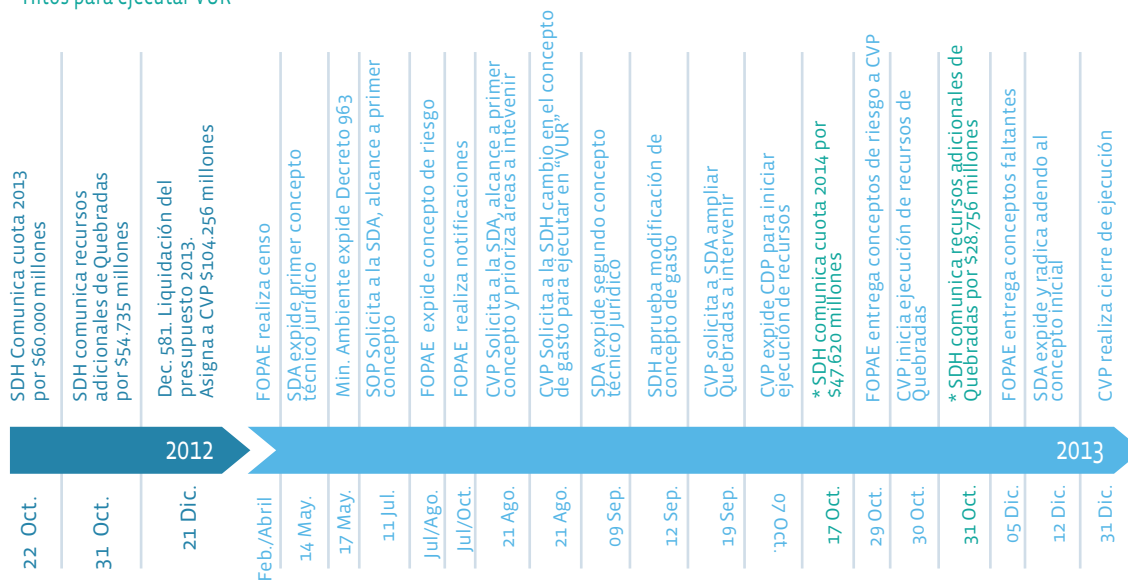 Hitos para ejecutar VUR
SDH Comunica cuota 2013
por $60.000 millones
SDH comunica recursos
adicionales de Quebradas
por $54.735 millones
Dec. 581. Liquidación del
presupuesto 2013.
Asigna a CVP $104.256 millones
FOPAE realiza censo
SDA expide primer concepto
técnico jurídico
Min. Ambiente expide Decreto 963
SOP Solicita a la SDA, alcance a primer
concepto
FOPAE expide concepto de riesgo
FOPAE realiza notificaciones
CVP Solicita a la SDA, alcance a primer
concepto y prioriza áreas a intevenir
CVP Solicita a la SDH cambio en el concepto
de gasto para ejecutar en “VUR”
SDA expide segundo concepto
técnico jurídico
SDH aprueba modificación de
concepto de gasto
CVP solicita a SDA ampliar
Quebradas a intervenir
CVP expide CDP para iniciar
ejecución de recursos
* SDH comunica cuota 2014 por
$47.620 millones
FOPAE entrega conceptos de riesgo a CVP
CVP inicia ejecución de recursos de
Quebradas
* SDH comunica recursos adicionales de
Quebradas por $28.756 millones
FOPAE entrega conceptos faltantes
SDA expide y radica adendo al
concepto inicial
CVP realiza cierre de ejecución
2012
2013
22 Oct.
31 Oct.
21 Dic.
Feb./Abril
14 May.
17 May.
11 Jul.
Jul/Ago.
Jul/Oct.
21 Ago.
21 Ago.
09 Sep.
12 Sep.
19 Sep.
07 Oct.
17 Oct.
29 Oct.
30 Oct.
31 Oct.
05 Dic.
12 Dic.
31 Dic.